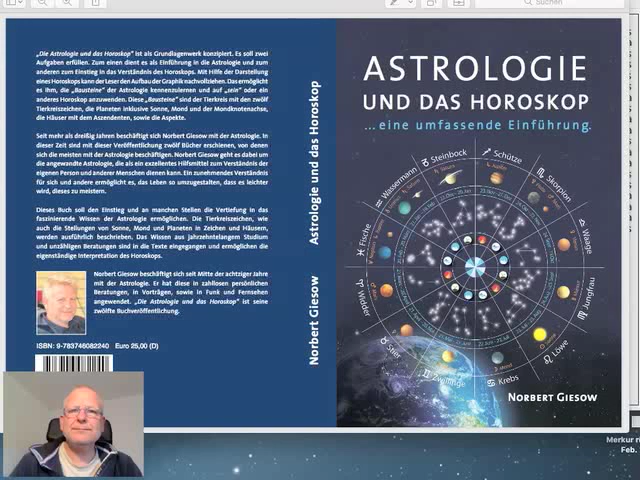 Suchen
„Die Astrologie und das Horoskop" ist als Grundlagenwerk konzipiert. Es soll zwei
Aufgaben erfüllen. Zum einen dient es als Einführung in die Astrologie und zum
anderen zum Einstieg in das Verständnis des Horoskops. Mit Hilfe der Darstellung
eines Horoskops kann der Leser den Aufbau der Graphik nachvollziehen. Das ermöglicht
es ihm, die „Bausteine" der Astrologie kennenzulernen und auf „sein" oder ein
anderes Horoskop anzuwenden. Diese „Bausteine" sind der Tierkreis mit den zwölf
Tierkreiszeichen, die Planeten inklusive Sonne, Mond und der Mondknotenachse,
die Häuser mit dem Aszendenten, sowie die Aspekte.
Seit mehr als dreißig Jahren beschäftigt sich Norbert Giesow mit der Astrologie. In
dieser Zeit sind mit dieser Veröffentlichung zwölf Bücher erschienen, von denen
sich die meisten mit der Astrologie beschäftigen. Norbert Giesow geht es dabei um
die angewandte Astrologie, die als ein exzellentes Hilfsmittel zum Verständnis der
eigenen Person und anderer Menschen dienen kann. Ein zunehmendes Verständnis
für sich und andere ermöglicht es, das Leben so umzugestalten, dass es leichter
wird, dieses zu meistern.
Dieses Buch soll den Einstieg und an manchen Stellen die Vertiefung in das
faszinierende Wissen der Astrologie ermöglichen. Die Tierkreiszeichen, wie
auch die Stellungen von Sonne, Mond und Planeten in Zeichen und Häusern,
werden ausführlich beschrieben. Das Wissen aus jahrzehntelangem Studium
und unzähligen Beratungen sind in die Texte eingegangen und ermöglichen die
eigenständige Interpretation des Horoskops.
Norbert Giesow beschäftigt sich seit Mitte der achtziger Jahre
mit der Astrologie. Er hat diese in zahllosen persönlichen
Beratungen, in Vorträgen, sowie in Funk und Fernsehen
angewendet. „Die Astrologie und das Horoskop" ist seine
zwölfte Buchveröffentlichung.
ISBN: 9-783746082240 Euro 25,00 (D)
Astrologie und das Horoskop
Norbert Giesow
ASTROLOGIE
UND DAS HOROSKOP
...eine umfassende Einführung.
Steinbock
Schütze
Skorpion
Waage
Jungfrau
Löwe
Krebs
Zwillinge
Stier
Widder
Fische
Wassermann
NORBERT GIESOW
Feb.